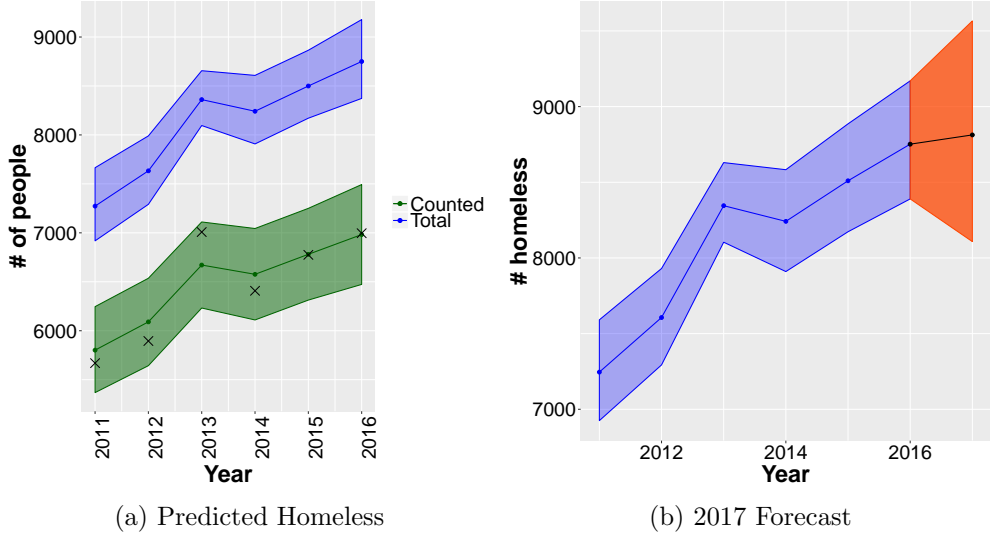 9000
8000
7000
6000
# of people
2011
2012
2013
2014
2015
2016
Year
Counted
Total
(a) Predicted Homeless
9000
8000
7000
# homeless
2012
2014
2016
Year
(b) 2017 Forecast